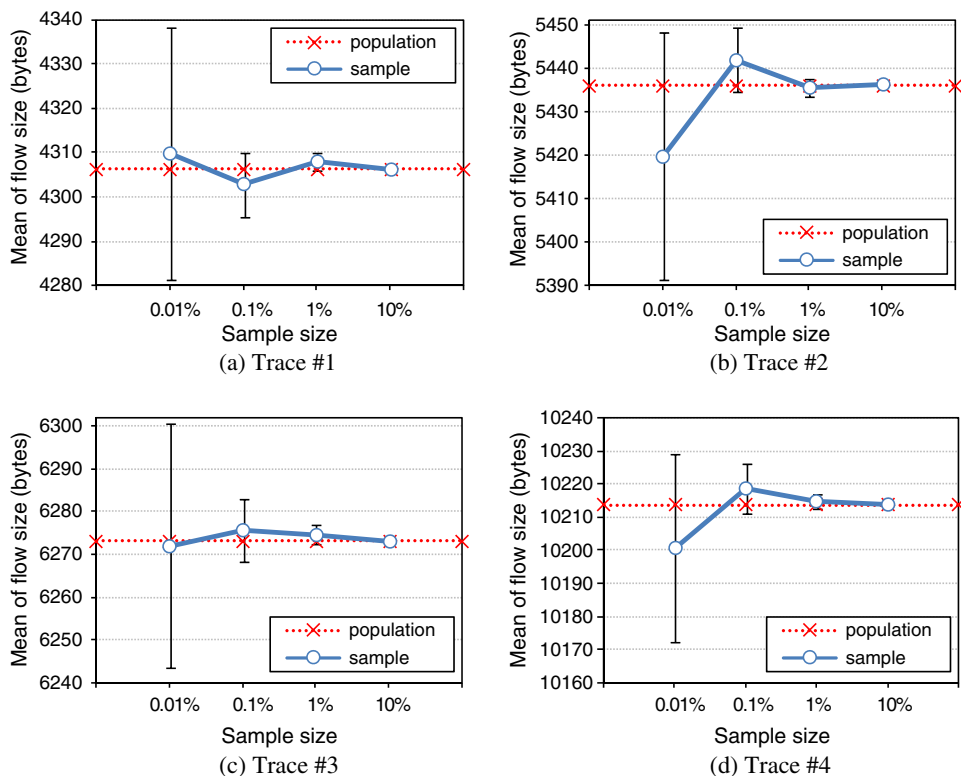 Mean of flow size (bytes)
4340
4330
4320
4310
4300
4290
4280
population
sample
0.01% 0.1% 1% 10%
Sample size
(a) Trace #1
Mean of flow size (bytes)
5450
5440
5430
5420
5410
5400
5390
population
sample
0.01% 0.1% 1% 10%
Sample size
(b) Trace #2
Mean of flow size (bytes)
6300
6290
6280
6270
6260
6250
6240
population
sample
0.01% 0.1% 1% 10%
Sample size
(c) Trace #3
Mean of flow size (bytes)
10240
10230
10220
10210
10200
10190
10180
10170
10160
population
sample
0.01% 0.1% 1% 10%
Sample size
(d) Trace #4